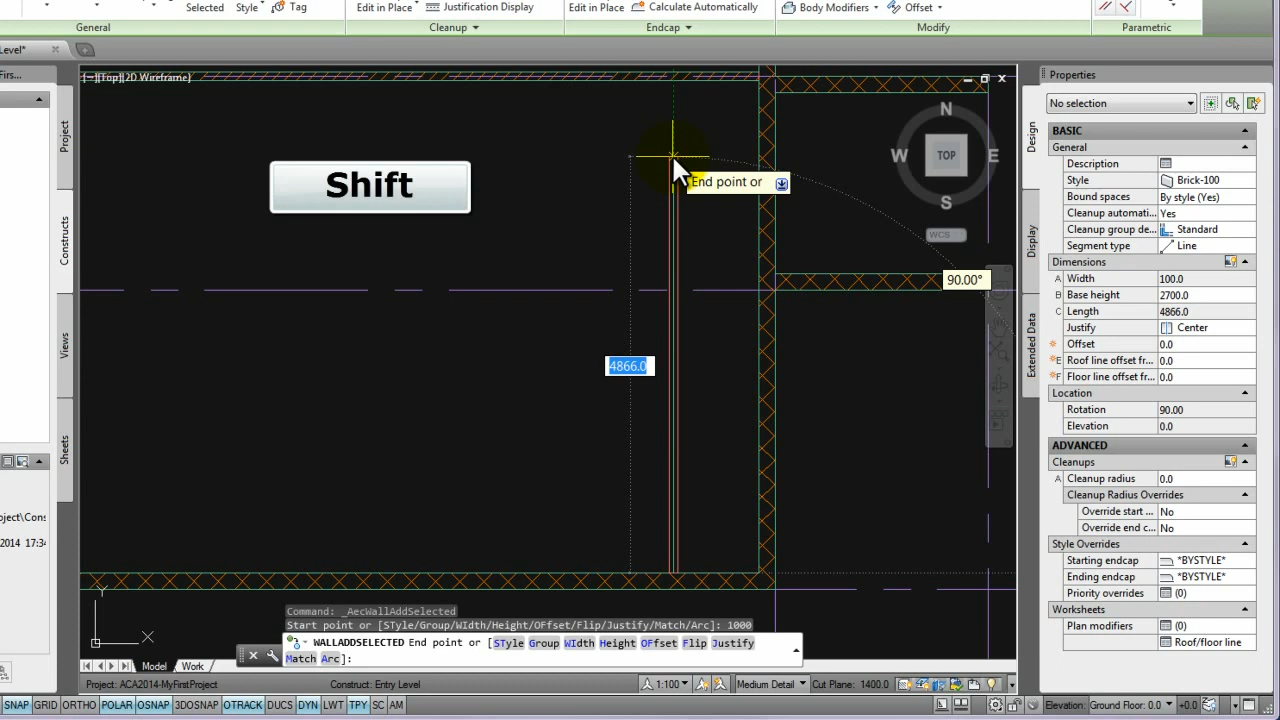 Selected Style Tag Edit in Place Justification Display Edit in Place Calculate Automatically Body Modifiers Offset
General Cleanup Endcap Modify Parametric
Level*
Firs...
[−][Top][2D Wireframe]
Shift
End point or
90.00°
4866.0
N
W TOP E
S
WCS
Project
Constructs
Views
Sheets
oject\Cons
2014 17:34
Command: _AecWallAddSelected
Start point or [STyle/Group/WIdth/Height/OFfset/Flip/Justify/Match/Arc]: 1000
WALLADDSELECTED End point or [STyle Group WIdth Height OFfset Flip Justify
Match Arc]:
Model Work
Project: ACA2014-MyFirstProject Construct: Entry Level 1:100 Medium Detail Cut Plane: 1400.0
SNAP GRID ORTHO POLAR OSNAP 3DOSNAP OTRACK DUCS DYN LWT TPY SC AM Elevation: Ground Floor: 0.0 +0.0
Properties
No selection
Design
Display
Extended Data
BASIC
General
Description
Style Brick-100
Bound spaces By style (Yes)
Cleanup automati... Yes
Cleanup group de... Standard
Segment type Line
Dimensions
A Width 100.0
B Base height 2700.0
C Length 4866.0
Justify Center
Offset 0.0
E Roof line offset fr... 0.0
F Floor line offset fr... 0.0
Location
Rotation 90.00
Elevation 0.0
ADVANCED
Cleanups
A Cleanup radius 0.0
Cleanup Radius Overrides
Override start ... No
Override end c... No
Style Overrides
Starting endcap *BYSTYLE*
Ending endcap *BYSTYLE*
Priority overrides (0)
Worksheets
Plan modifiers (0)
Roof/floor line